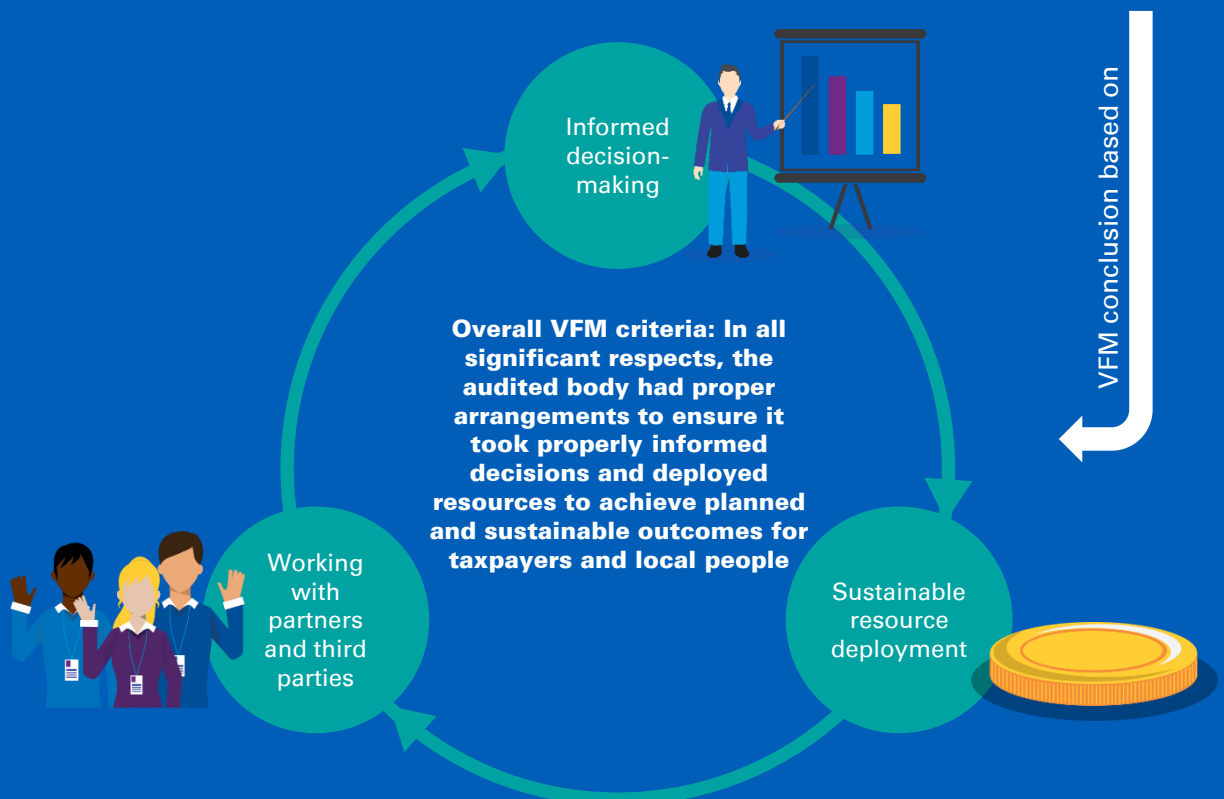 Informed
decision-
making
VFM conclusion based on
Overall VFM criteria: In all
significant respects, the
audited body had proper
arrangements to ensure it
took properly informed
decisions and deployed
resources to achieve planned
and sustainable outcomes for
taxpayers and local people
Working
with
partners
and third
parties
Sustainable
resource
deployment